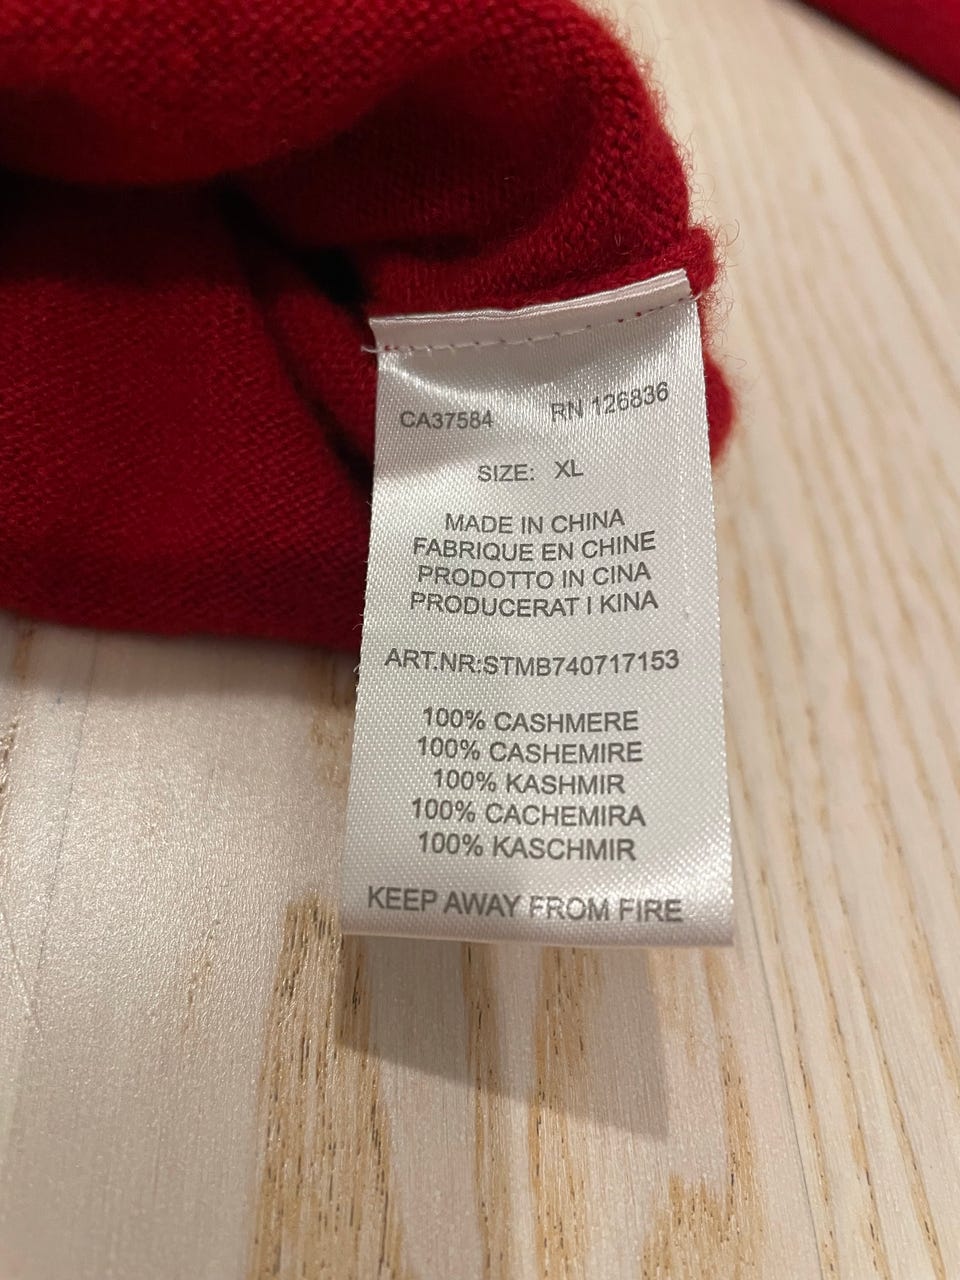 CA37584 RN 126836
SIZE: XL
MADE IN CHINA
FABRIQUE EN CHINE
PRODOTTO IN CINA
PRODUCERAT I KINA
ART.NR:STMB740717153
100% CASHMERE
100% CASHEMIRE
100% KASHMIR
100% CACHEMIRA
100% KASCHMIR
KEEP AWAY FROM FIRE